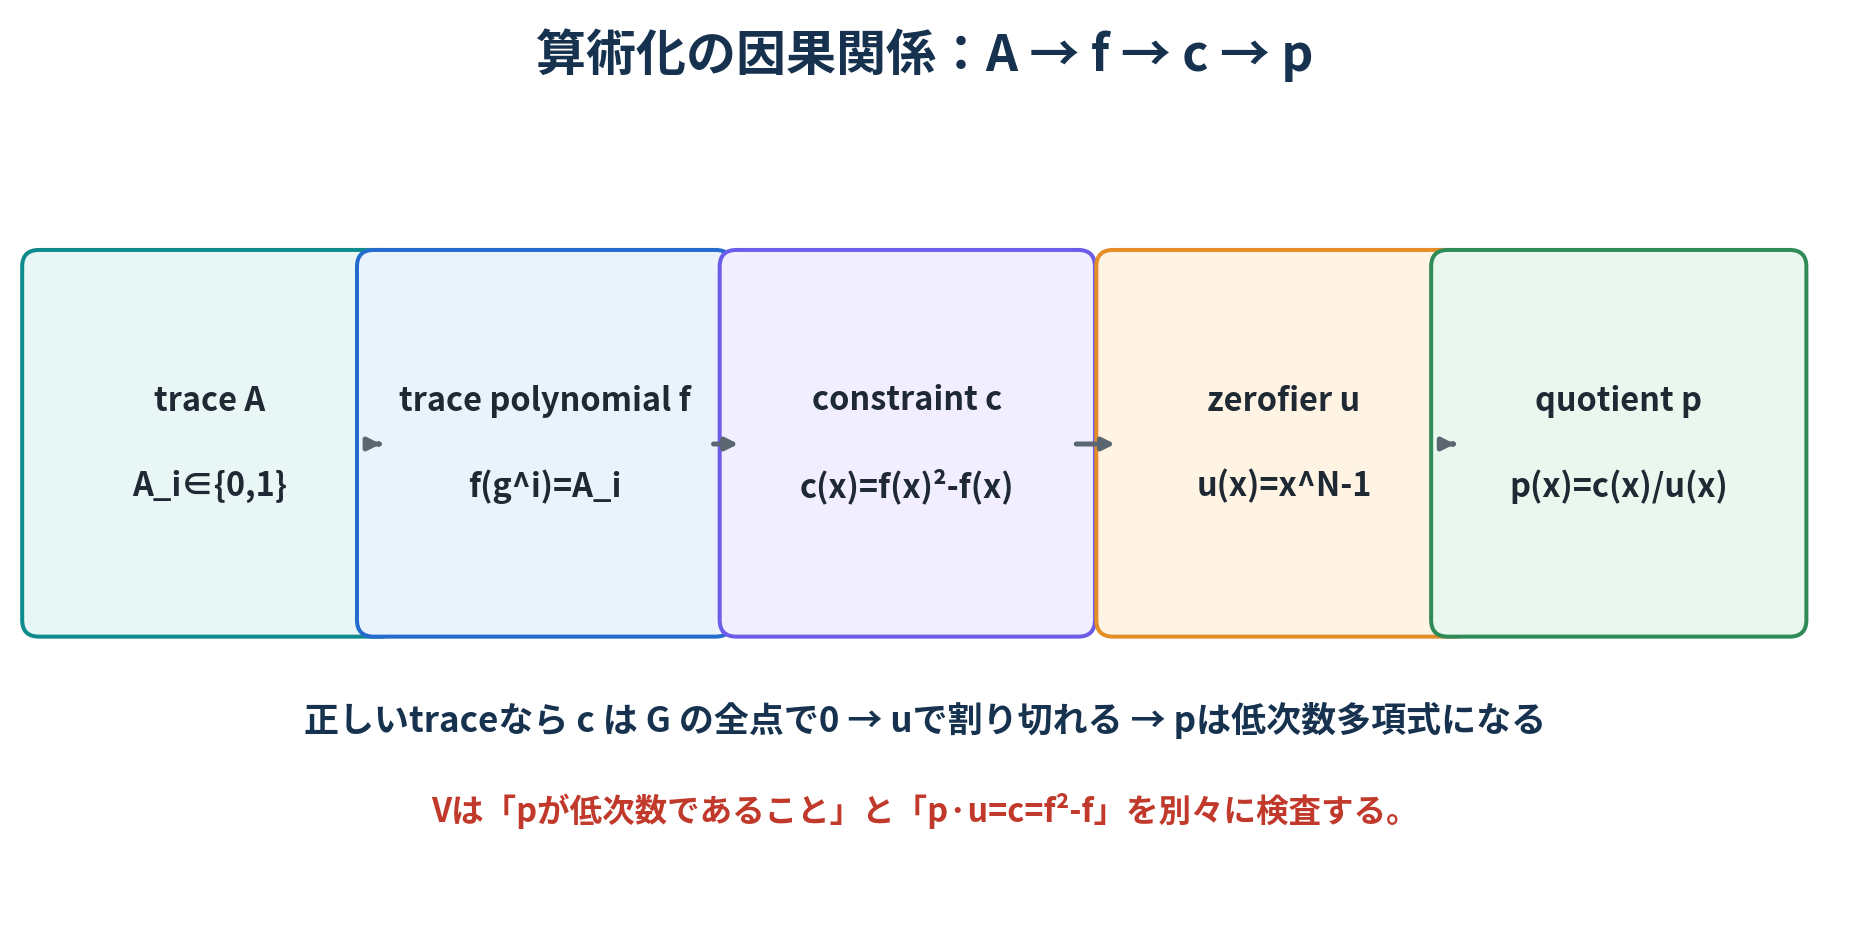 算術化の因果関係：A → f → c → p
trace A
A_i∈{0,1}
trace polynomial f
f(g^i)=A_i
constraint c
c(x)=f(x)²-f(x)
zerofier u
u(x)=x^N-1
quotient p
p(x)=c(x)/u(x)
正しいtraceなら c は G の全点で0 → uで割り切れる → pは低次数多項式になる
Vは「pが低次数であること」と「p·u=c=f²-f」を別々に検査する。